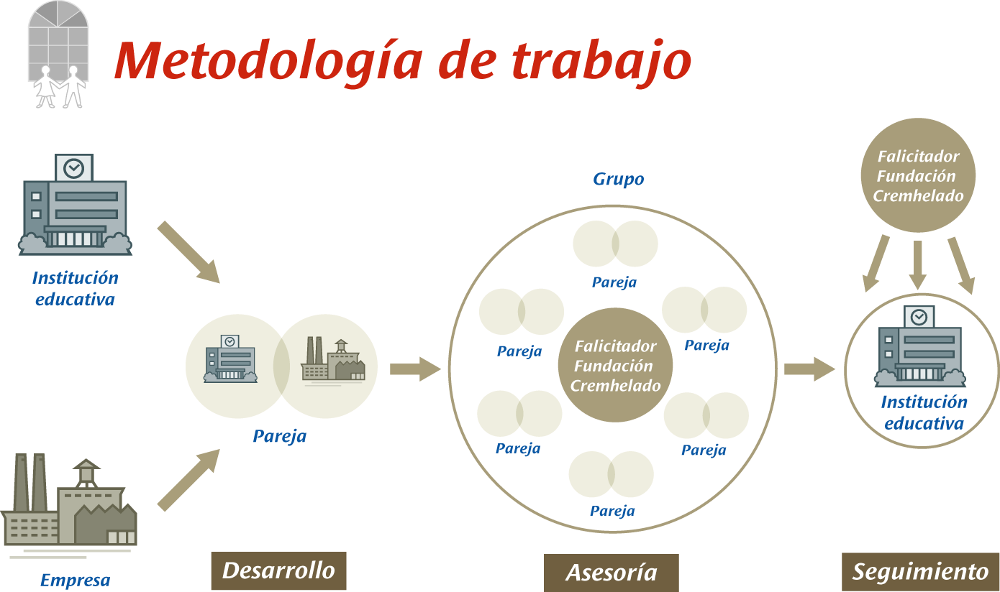 Metodología de trabajo
Institución
educativa
Empresa
Pareja
Desarrollo
Grupo
Pareja
Pareja
Pareja
Falicitador
Fundación
Cremhelado
Pareja
Pareja
Pareja
Asesoría
Falicitador
Fundación
Cremhelado
Institución
educativa
Seguimiento